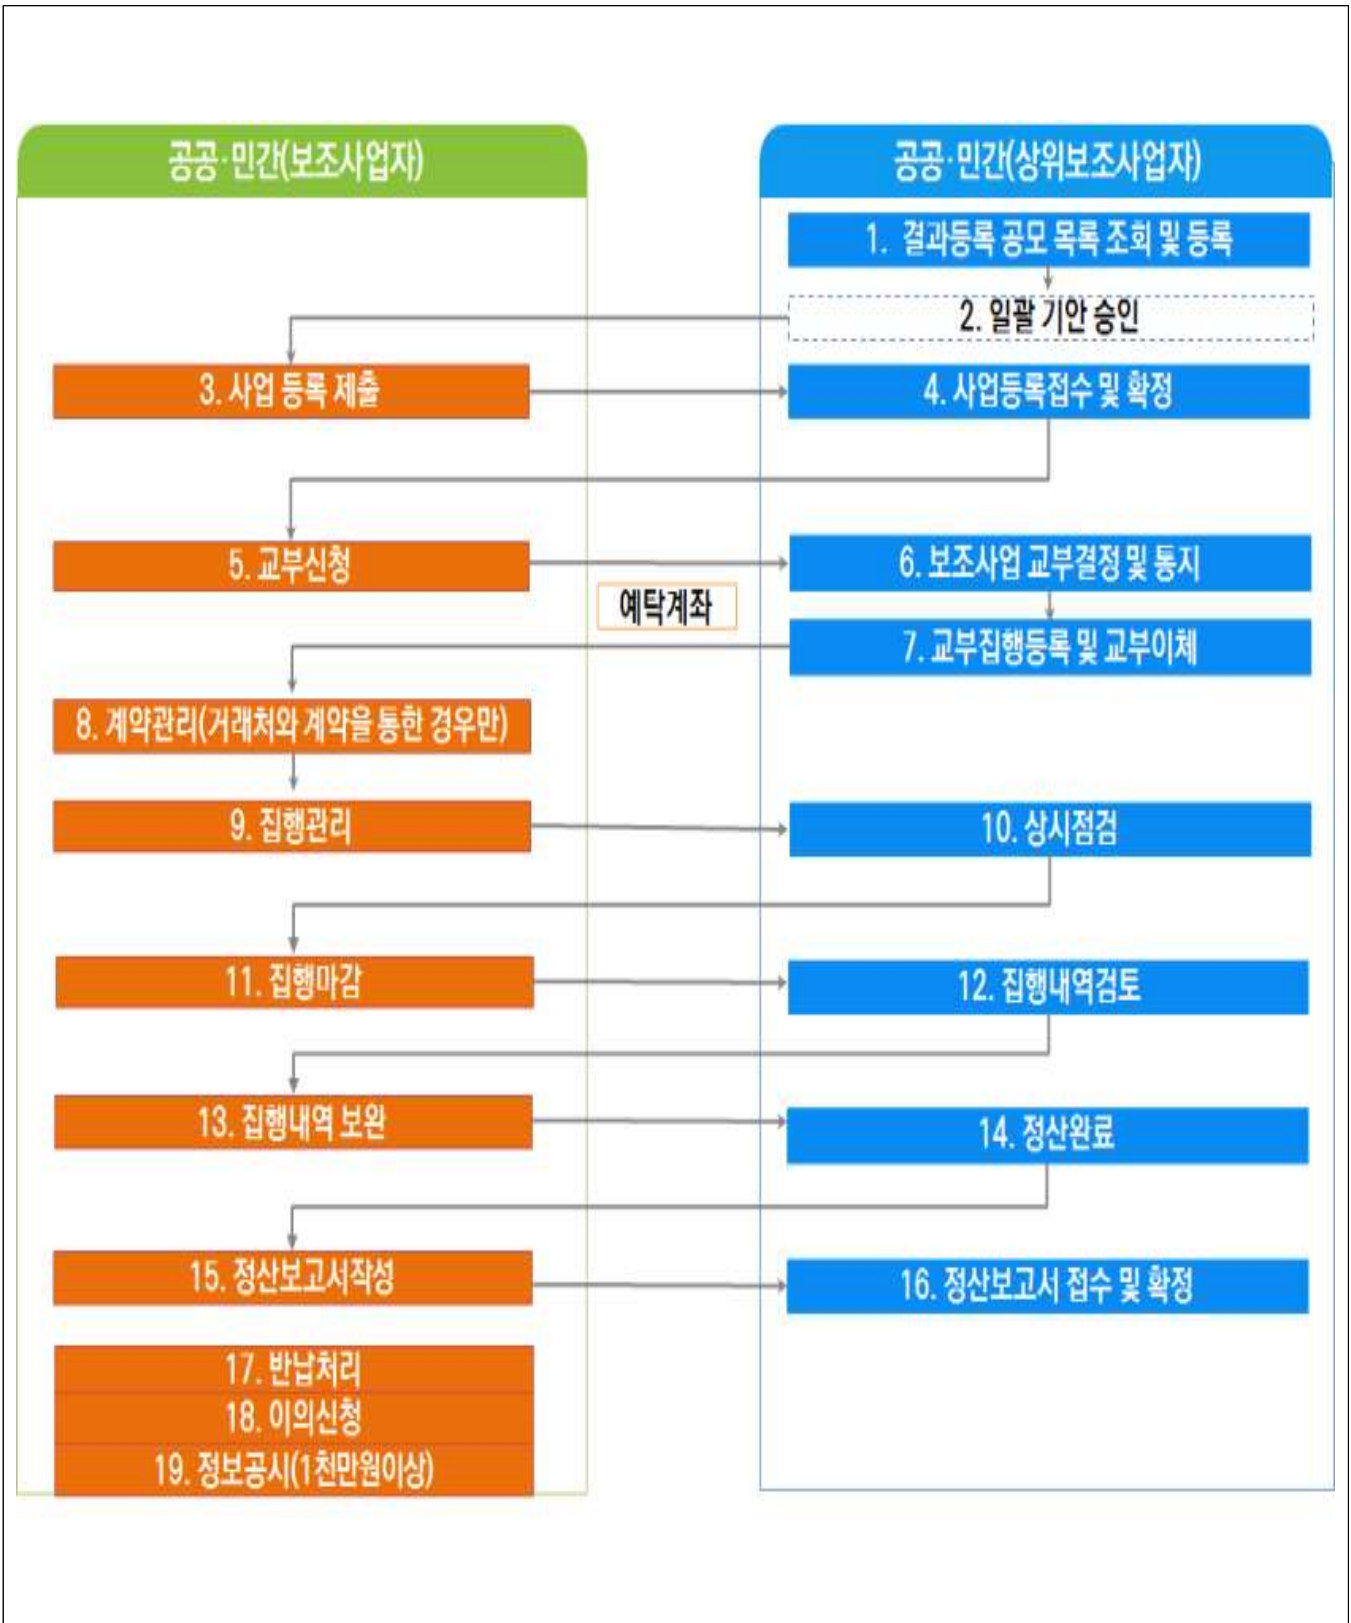 공공·민간(보조사업자)
공공·민간(상위보조사업자)
1. 결과등록 공모 목록 조회 및 등록
2. 일괄 기안 승인
3. 사업 등록 제출
4. 사업등록접수 및 확정
5. 교부신청
6. 보조사업 교부결정 및 통지
예탁계좌
7. 교부집행등록 및 교부이체
8. 계약관리(거래처와 계약을 통한 경우만)
9. 집행관리
10. 상시점검
11. 집행마감
12. 집행내역검토
13. 집행내역 보완
14. 정산완료
15. 정산보고서작성
16. 정산보고서 접수 및 확정
17. 반납처리
18. 이의신청
19. 정보공시(1천만원이상)